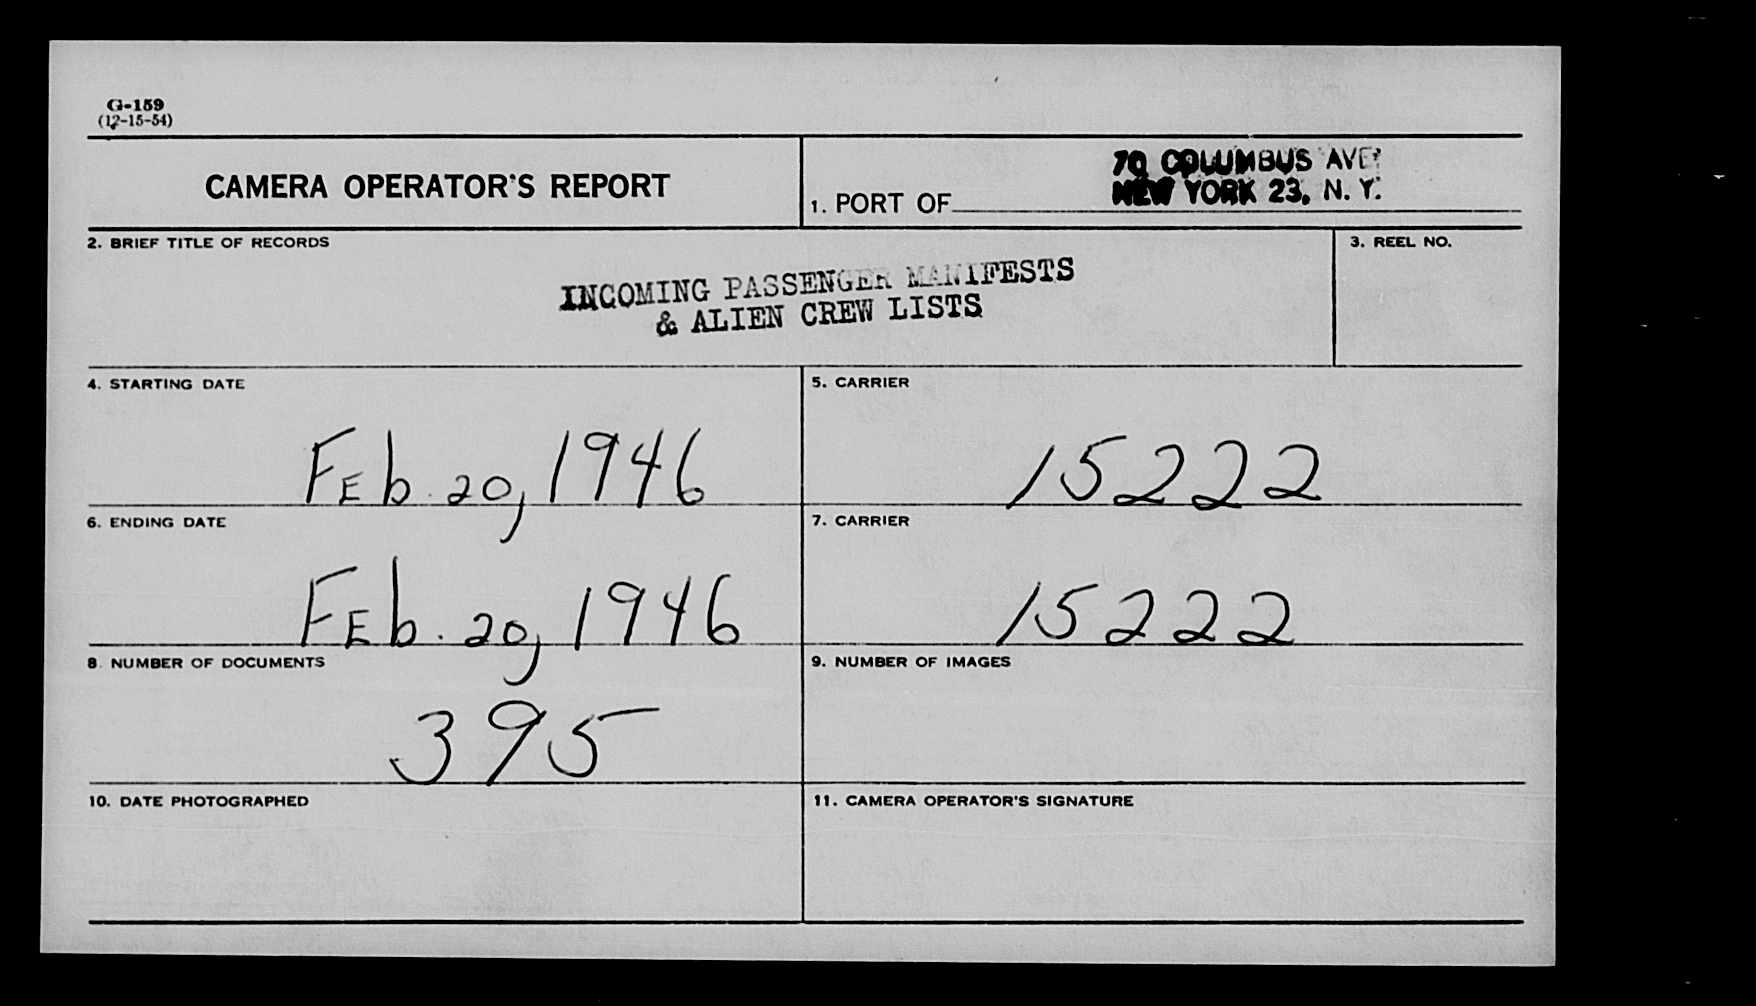 G-159
(12-15-54)
CAMERA OPERATOR'S REPORT
1. PORT OF
70 COLUMBUS AVE.
NEW YORK 23, N. Y.
2. BRIEF TITLE OF RECORDS
INCOMING PASSENGER MANIFESTS
& ALIEN CREW LISTS
3. REEL NO.
4. STARTING DATE
Feb. 20, 1946
5. CARRIER
15222
6. ENDING DATE
Feb. 20, 1946
7. CARRIER
15222
8. NUMBER OF DOCUMENTS
395
9. NUMBER OF IMAGES
10. DATE PHOTOGRAPHED
11. CAMERA OPERATOR'S SIGNATURE